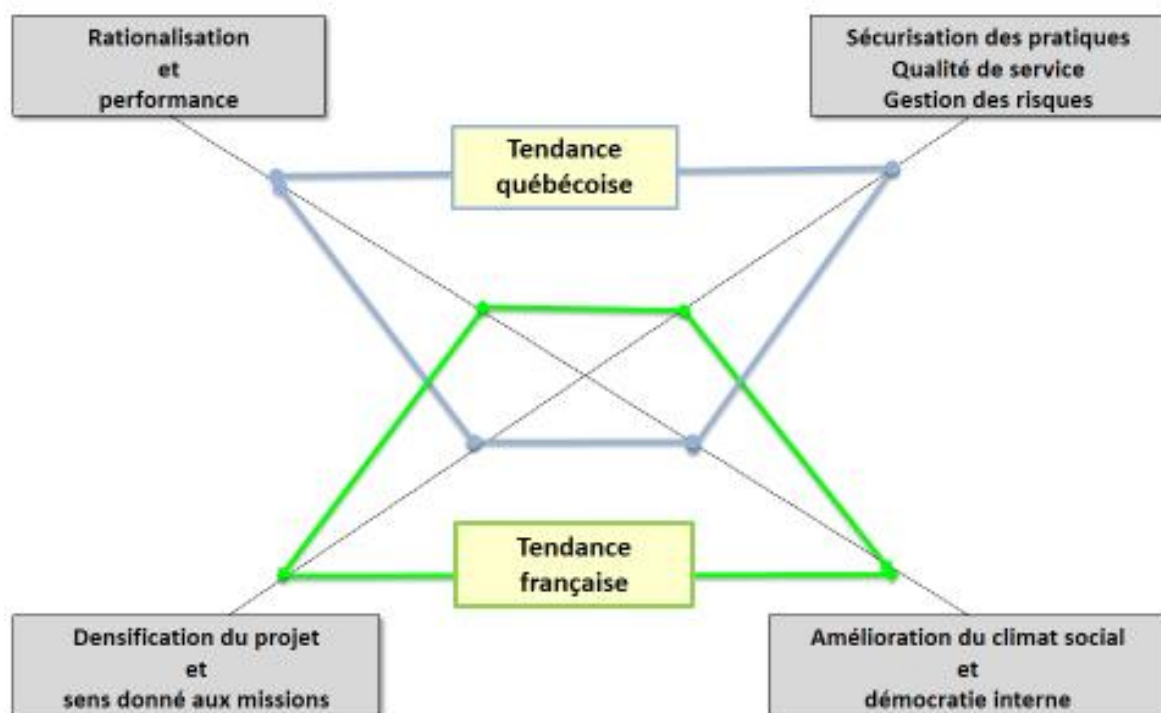 Rationalisation
et
performance
Sécurisation des pratiques
Qualité de service
Gestion des risques
Tendance
québécoise
Tendance
française
Densification du projet
et
sens donné aux missions
Amélioration du climat social
et
démocratie interne